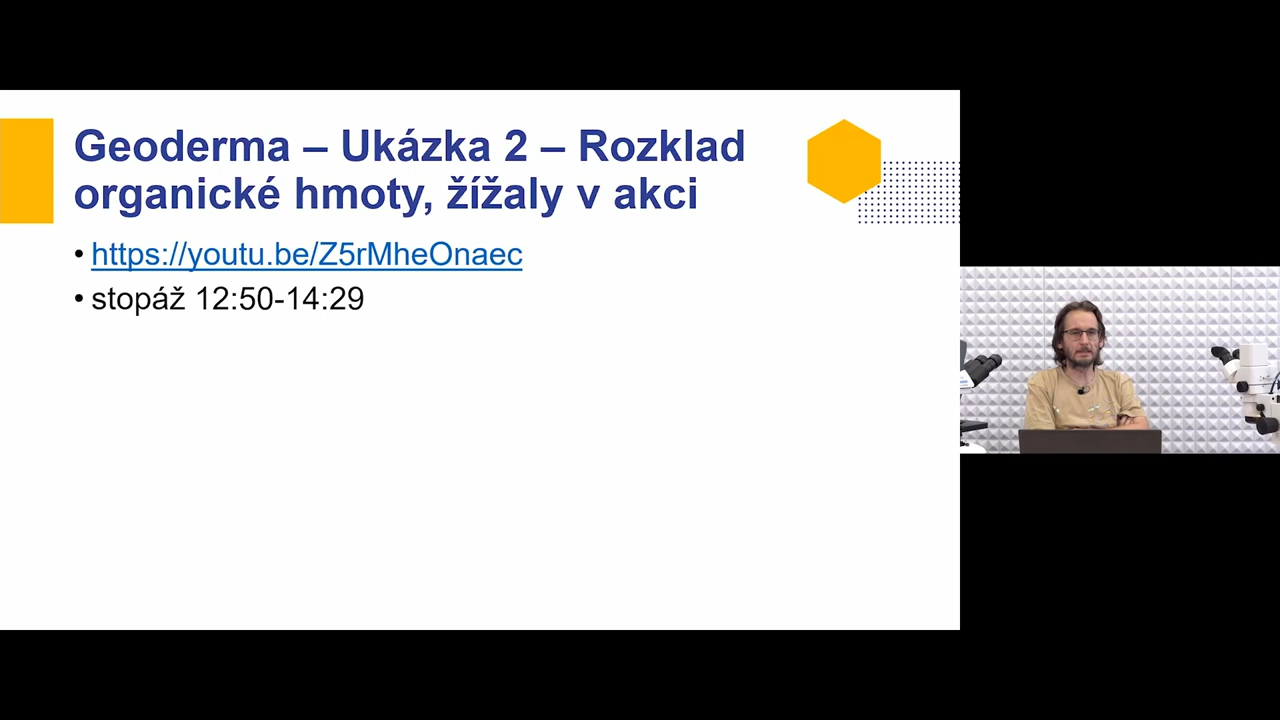 Geoderma – Ukázka 2 – Rozklad
organické hmoty, žížaly v akci
• https://youtu.be/Z5rMheOnaec
• stopáž 12:50-14:29